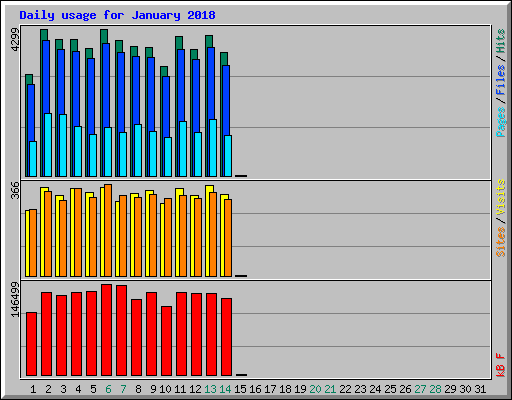 Daily usage for January 2018
4299
Pages/Files/Hits
366
Sites/Visits
146499
kB F
1 2 3 4 5 6 7 8 9 10 11 12 13 14 15 16 17 18 19 20 21 22 23 24 25 26 27 28 29 30 31